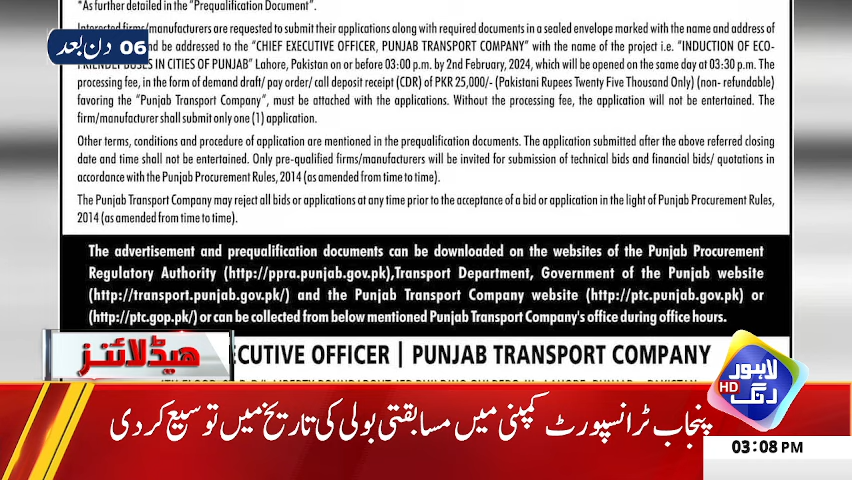 *As further detailed in the "Prequalification Document".
Interested firms/manufacturers are requested to submit their applications along with required documents in a sealed envelope marked with the name and address of
06 دن بعد
and be addressed to the "CHIEF EXECUTIVE OFFICER, PUNJAB TRANSPORT COMPANY" with the name of the project i.e. "INDUCTION OF ECO-
FRIENDLY BUSES IN CITIES OF PUNJAB" Lahore, Pakistan on or before 03:00 p.m. by 2nd February, 2024, which will be opened on the same day at 03:30 p.m. The
processing fee, in the form of demand draft/ pay order/ call deposit receipt (CDR) of PKR 25,000/- (Pakistani Rupees Twenty Five Thousand Only) (non- refundable)
favoring the "Punjab Transport Company", must be attached with the applications. Without the processing fee, the application will not be entertained. The
firm/manufacturer shall submit only one (1) application.
Other terms, conditions and procedure of application are mentioned in the prequalification documents. The application submitted after the above referred closing
date and time shall not be entertained. Only pre-qualified firms/manufacturers will be invited for submission of technical bids and financial bids/ quotations in
accordance with the Punjab Procurement Rules, 2014 (as amended from time to time).
The Punjab Transport Company may reject all bids or applications at any time prior to the acceptance of a bid or application in the light of Punjab Procurement Rules,
2014 (as amended from time to time).
The advertisement and prequalification documents can be downloaded on the websites of the Punjab Procurement
Regulatory Authority (http://ppra.punjab.gov.pk),Transport Department, Government of the Punjab website
(http://transport.punjab.gov.pk/) and the Punjab Transport Company website (http://ptc.punjab.gov.pk) or
(http://ptc.gop.pk/) or can be collected from below mentioned Punjab Transport Company's office during office hours.
ہیڈلائنز
EXECUTIVE OFFICER | PUNJAB TRANSPORT COMPANY
لاہور
HD رنگ
پنجاب ٹرانسپورٹ کمپنی میں مسابقتی بولی کی تاریخ میں توسیع کر دی
03:08 PM